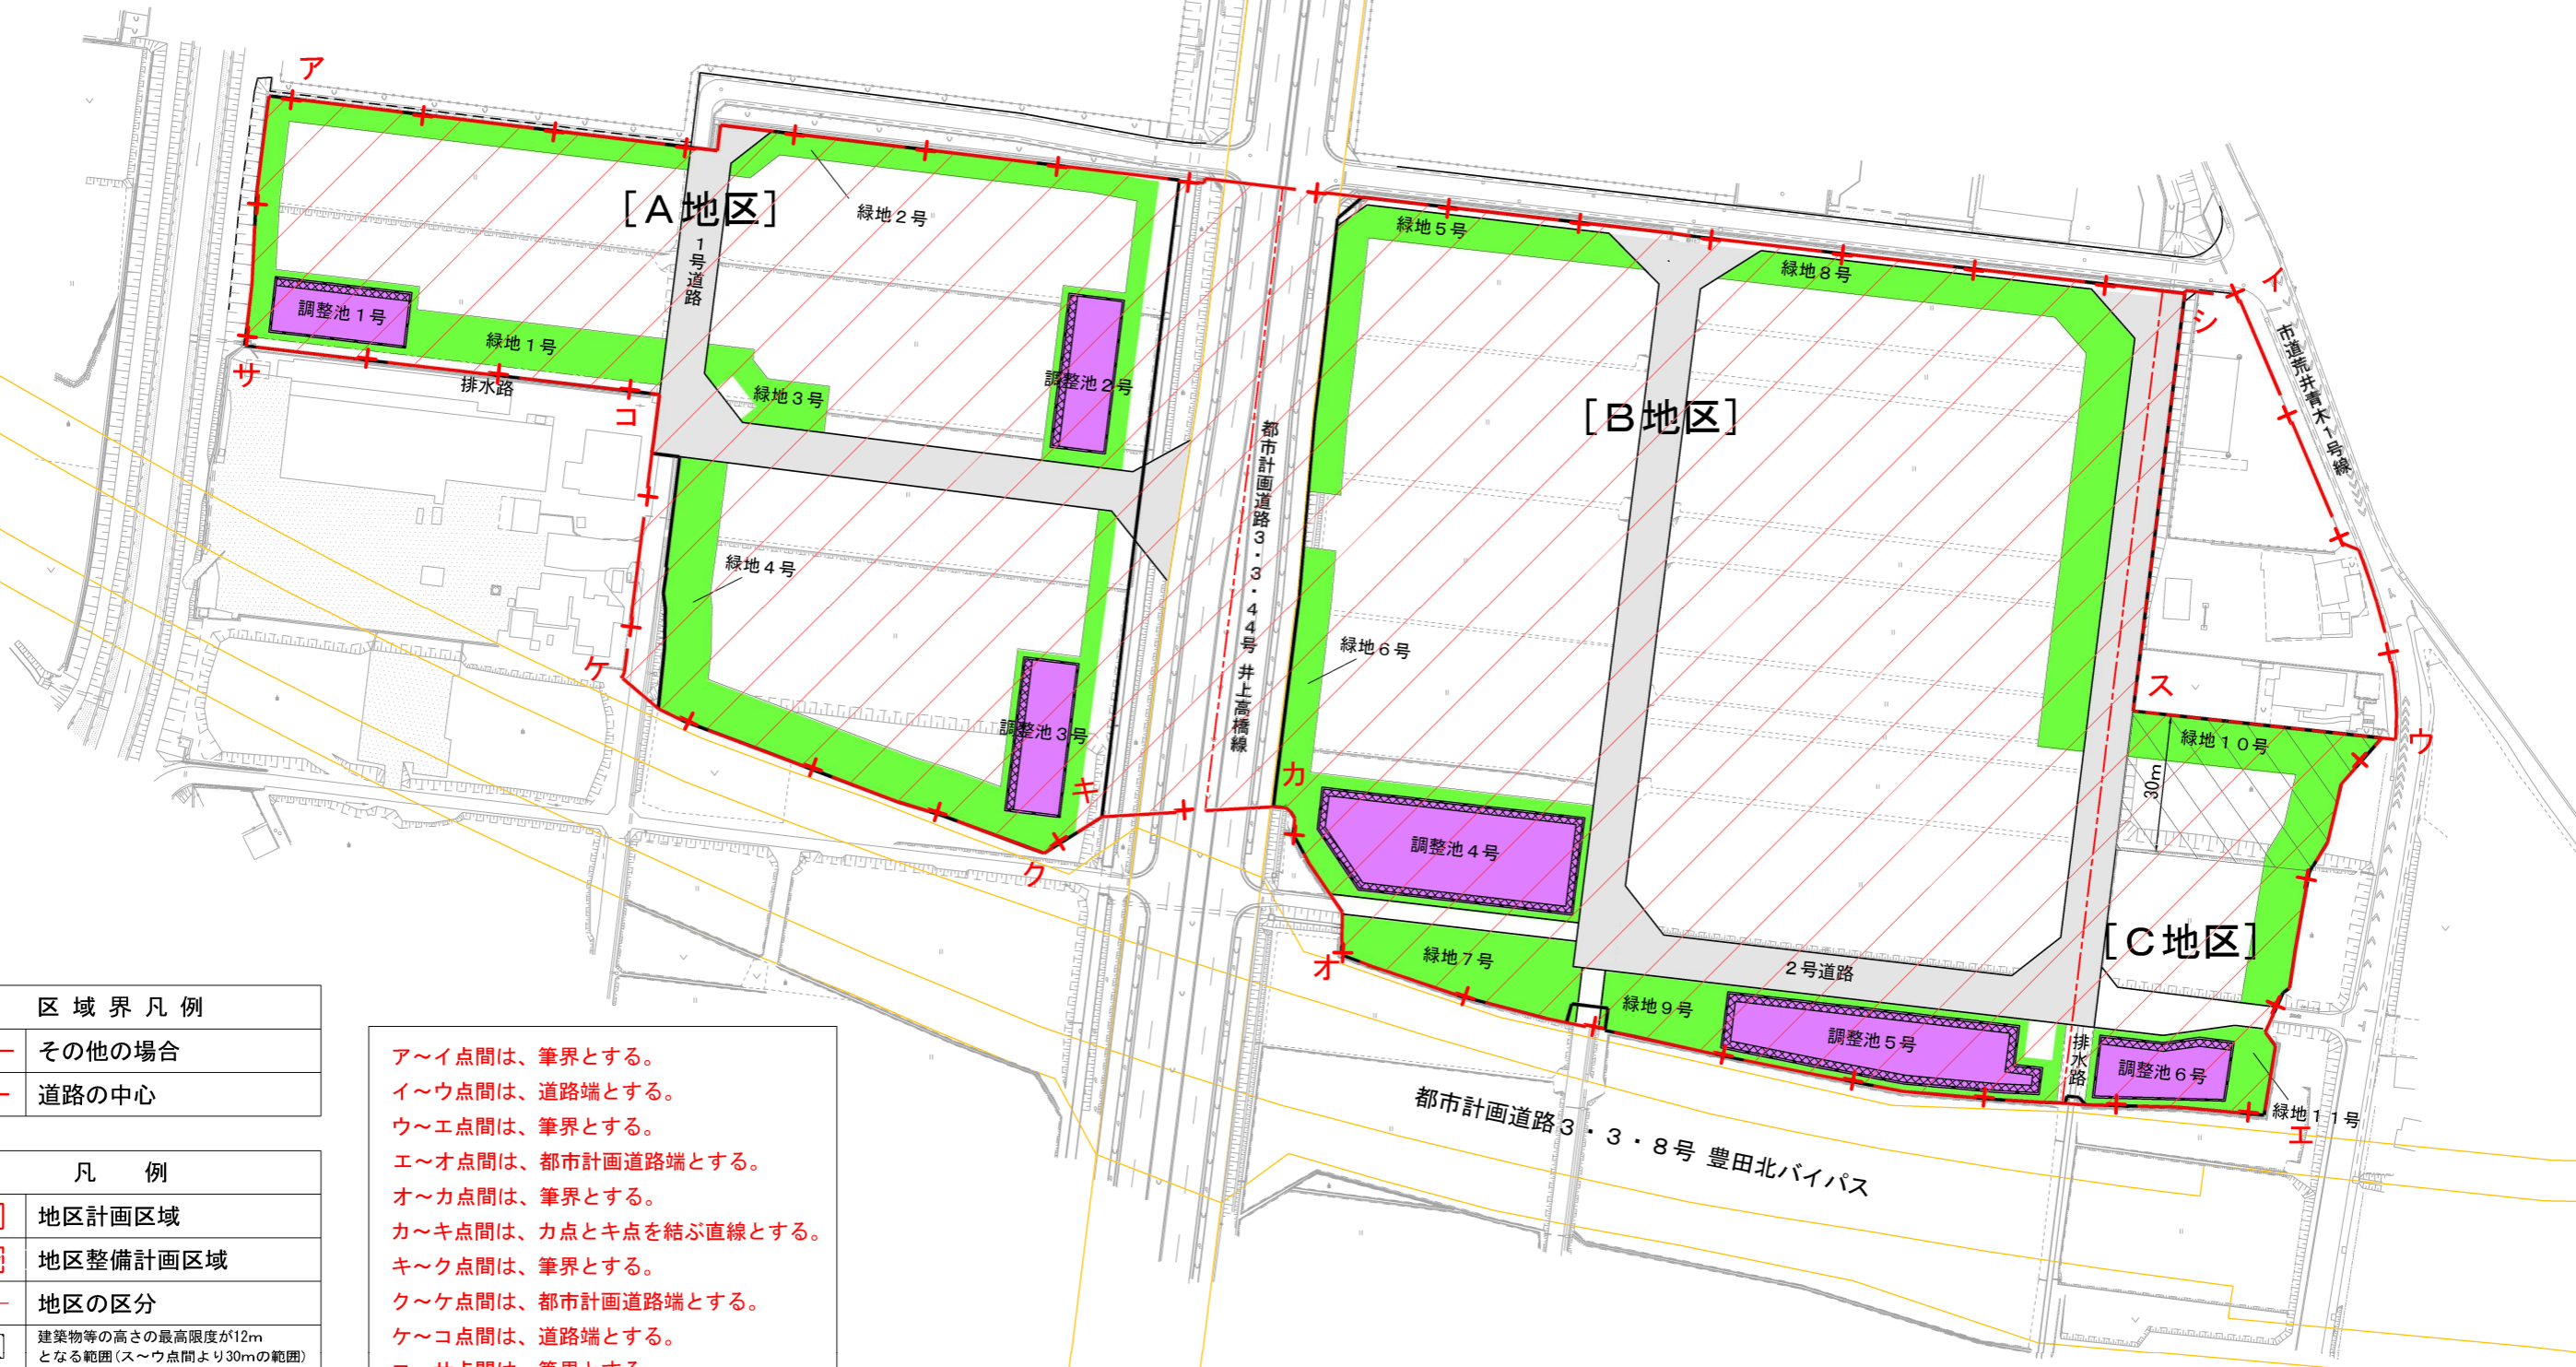 ア
[A地区]
緑地2号
1号道路
調整池1号
緑地1号
サ
排水路
コ
緑地3号
調整池2号
緑地4号
ケ
調整池3号
キ
ク
都市計画道路3・3・44号 井上高橋線
緑地5号
緑地8号
イ
シ
市道荒井青木1号線
[B地区]
緑地6号
ス
カ
緑地10号
ウ
30m
調整池4号
[C地区]
緑地7号
オ
2号道路
緑地9号
調整池5号
排水路
調整池6号
緑地11号
エ
都市計画道路3・3・8号 豊田北バイパス
区域界凡例
その他の場合
道路の中心
凡 例
地区計画区域
地区整備計画区域
地区の区分
建築物等の高さの最高限度が12m
となる範囲(ス～ウ点間より30mの範囲)
ア～イ点間は、筆界とする。
イ～ウ点間は、道路端とする。
ウ～エ点間は、筆界とする。
エ～オ点間は、都市計画道路端とする。
オ～カ点間は、筆界とする。
カ～キ点間は、カ点とキ点を結ぶ直線とする。
キ～ク点間は、筆界とする。
ク～ケ点間は、都市計画道路端とする。
ケ～コ点間は、道路端とする。
コ～サ点間は、筆界とする。